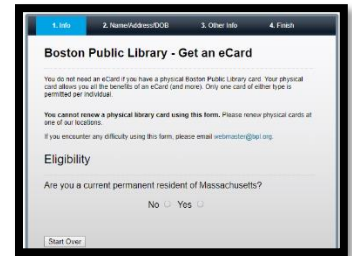 1. Info 2. Name/Address/DOB 3. Other Info 4. Finish
Boston Public Library - Get an eCard
You do not need an eCard if you have a physical Boston Public Library card. Your physical
card allows you all the benefits of an eCard (and more). Only one card of either type is
permitted per individual.
You cannot renew a physical library card using this form. Please renew physical cards at
one of our locations.
If you encounter any difficulty using this form, please email webmaster@bpl.org.
Eligibility
Are you a current permanent resident of Massachusetts?
No Yes
Start Over